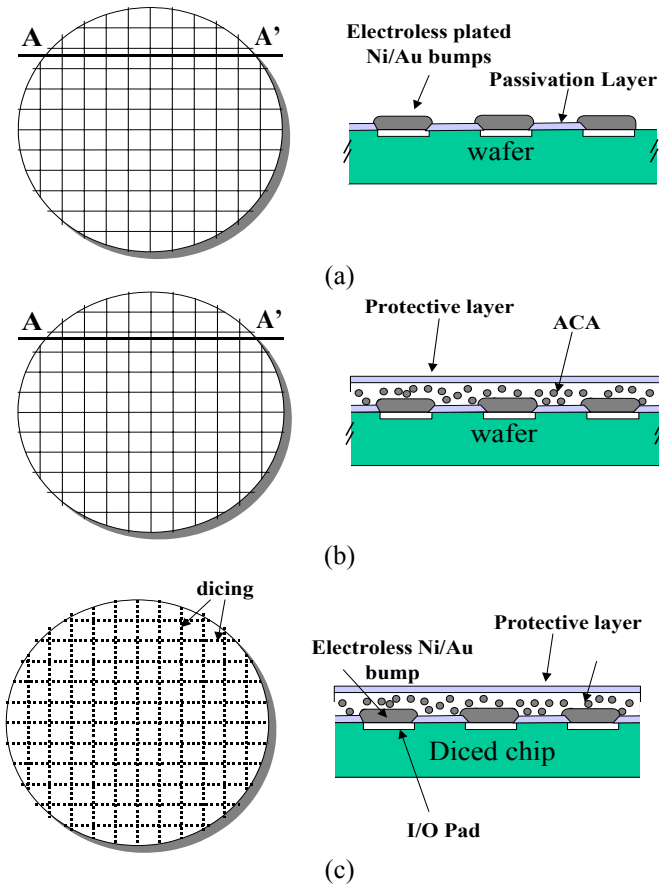 A
A’
Electroless plated
Ni/Au bumps
Passivation Layer
wafer
(a)
A
A’
Protective layer
ACA
wafer
(b)
dicing
Protective layer
Electroless Ni/Au
bump
Diced chip
I/O Pad
(c)